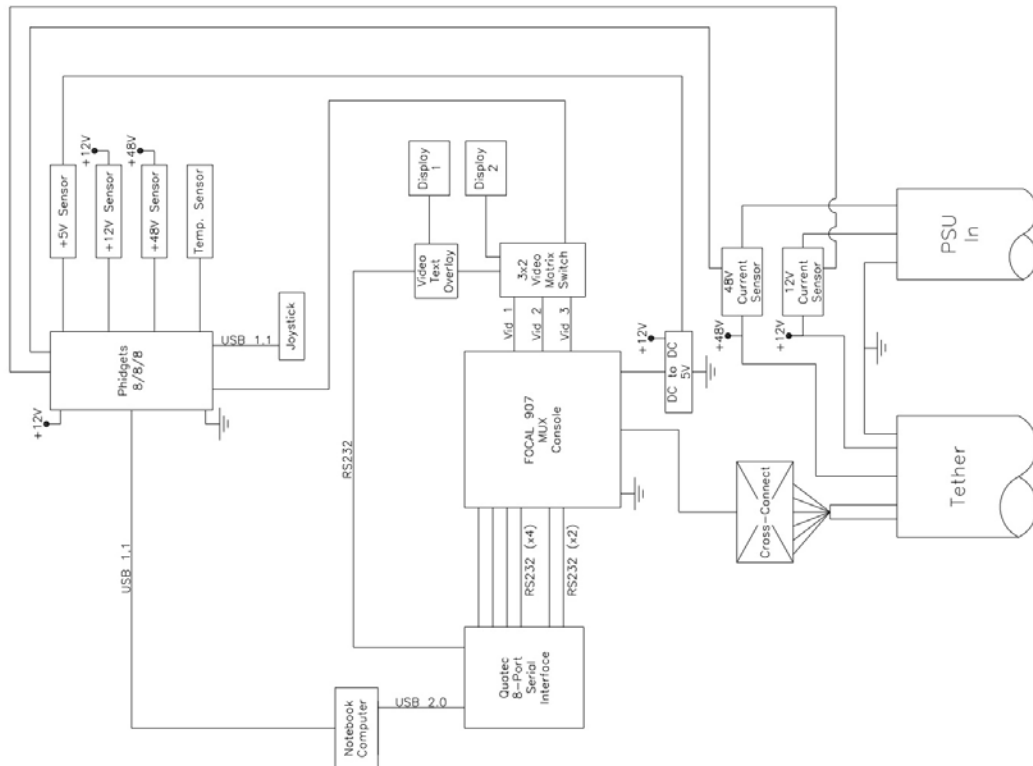 +5V Sensor
+12V
+12V Sensor
+48V
+48V Sensor
Temp. Sensor
Phidgets
8/8/8
+12V
USB 1.1
Joystick
Display
1
Display
2
Video
Text
Overlay
3x2
Video
Matrix
Switch
Vid 1
Vid 2
Vid 3
48V
Current
Sensor
12V
Current
Sensor
PSU
In
+48V
+12V
+12V
DC to DC
5V
FOCAL 907
MUX
Console
RS232
USB 1.1
RS232 (x4)
RS232 (x2)
Cross-Connect
Tether
Quatec
8-Port
Serial
Interface
USB 2.0
Notebook
Computer